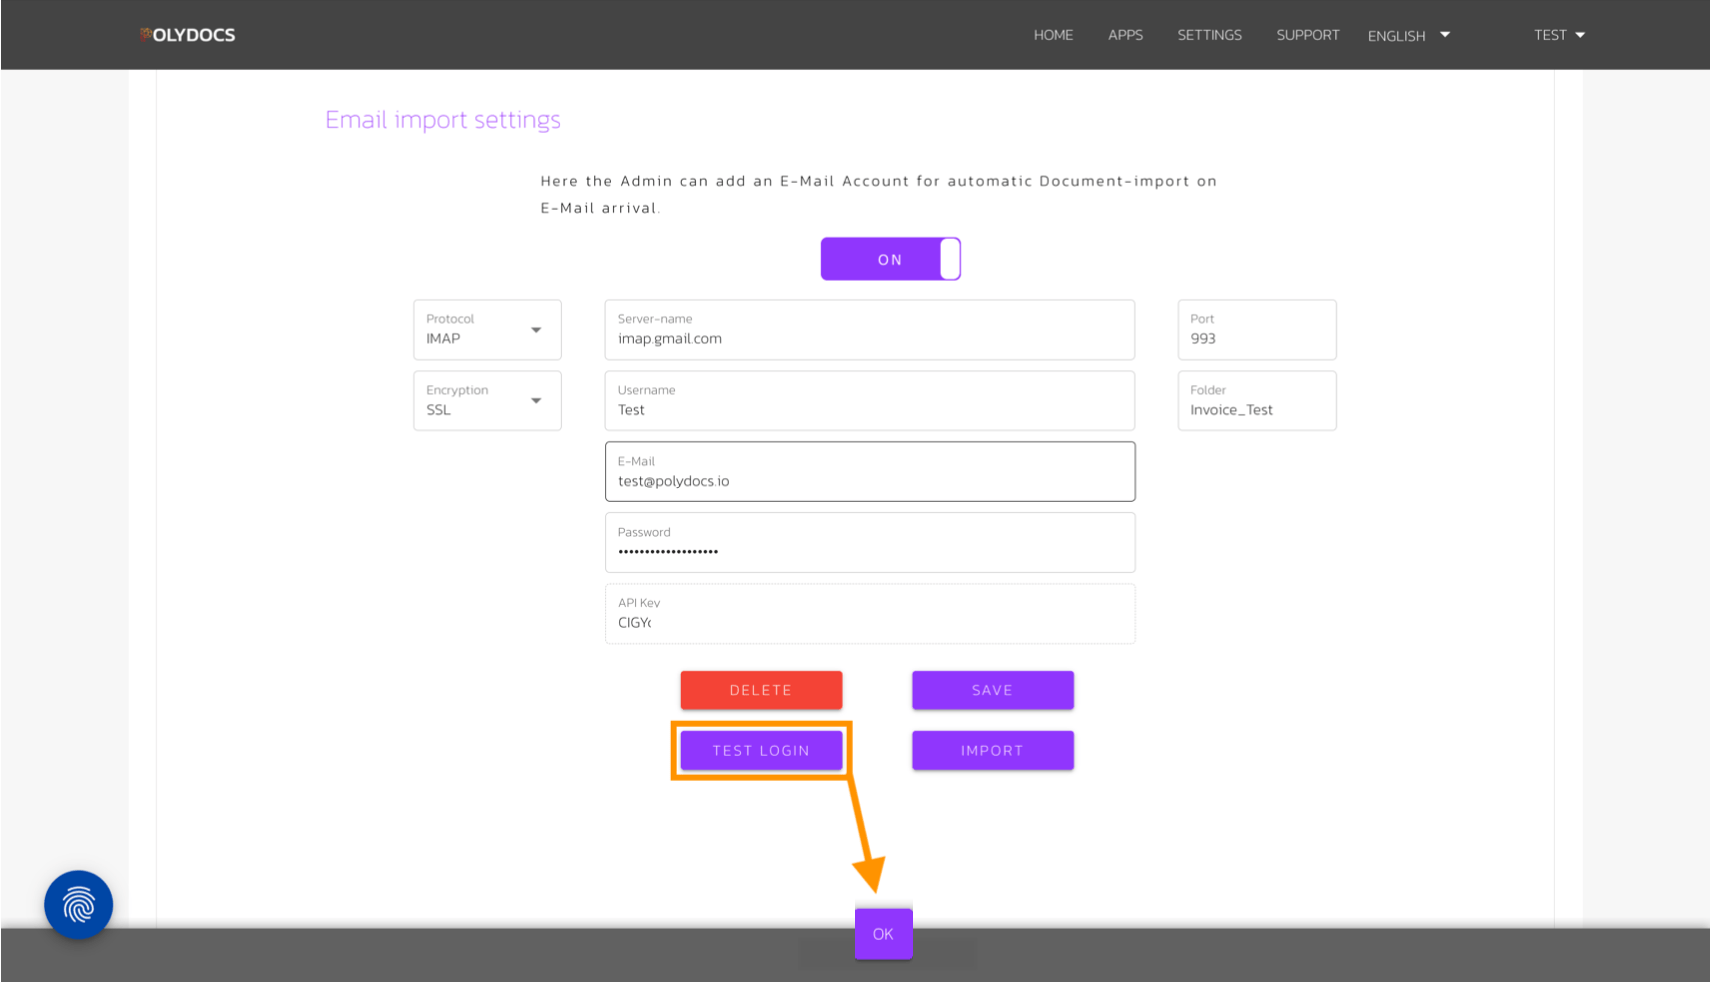 POLYDOCS
HOME APPS SETTINGS SUPPORT ENGLISH TEST
Email import settings
Here the Admin can add an E-Mail Account for automatic Document-import on
E-Mail arrival.
ON
Protocol
IMAP
Server-name
imap.gmail.com
Port
993
Encryption
SSL
Username
Test
Folder
Invoice_Test
E-Mail
test@polydocs.io
Password
•••••••••••••••••••
API Key
DELETE SAVE
TEST LOGIN IMPORT
OK